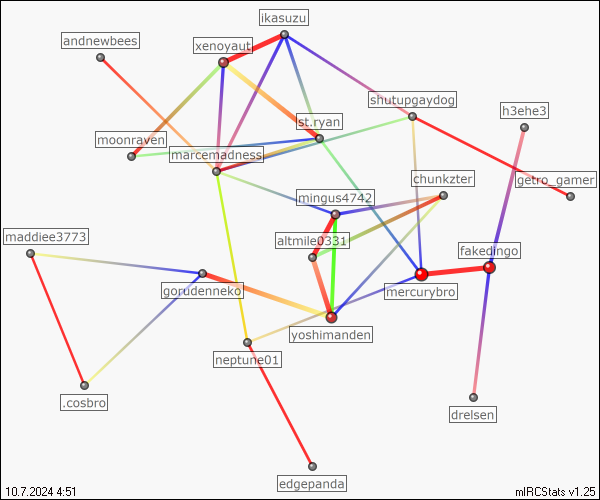 ikasuzu
andnewbees
xenoyaut
shutupgaydog
h3ehe3
st.ryan
moonraven
marcemadness
chunkzter
getro_gamer
mingus4742
maddiee3773
altmile0331
fakedingo
gorudenneko
mercurybro
yoshimanden
neptune01
.cosbro
drelsen
edgepanda
10.7.2024 4:51
mIRCStats v1.25